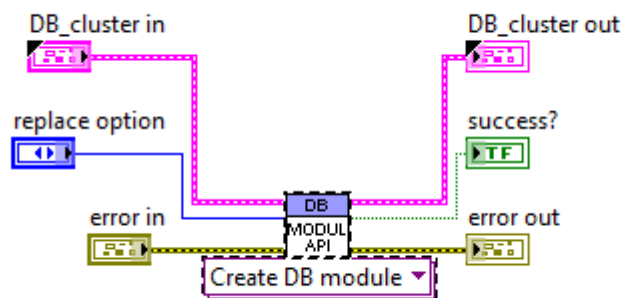 DB_cluster in
DB_cluster out
replace option
success?
TF
DB
error in
MODUL
error out
API
Create DB module